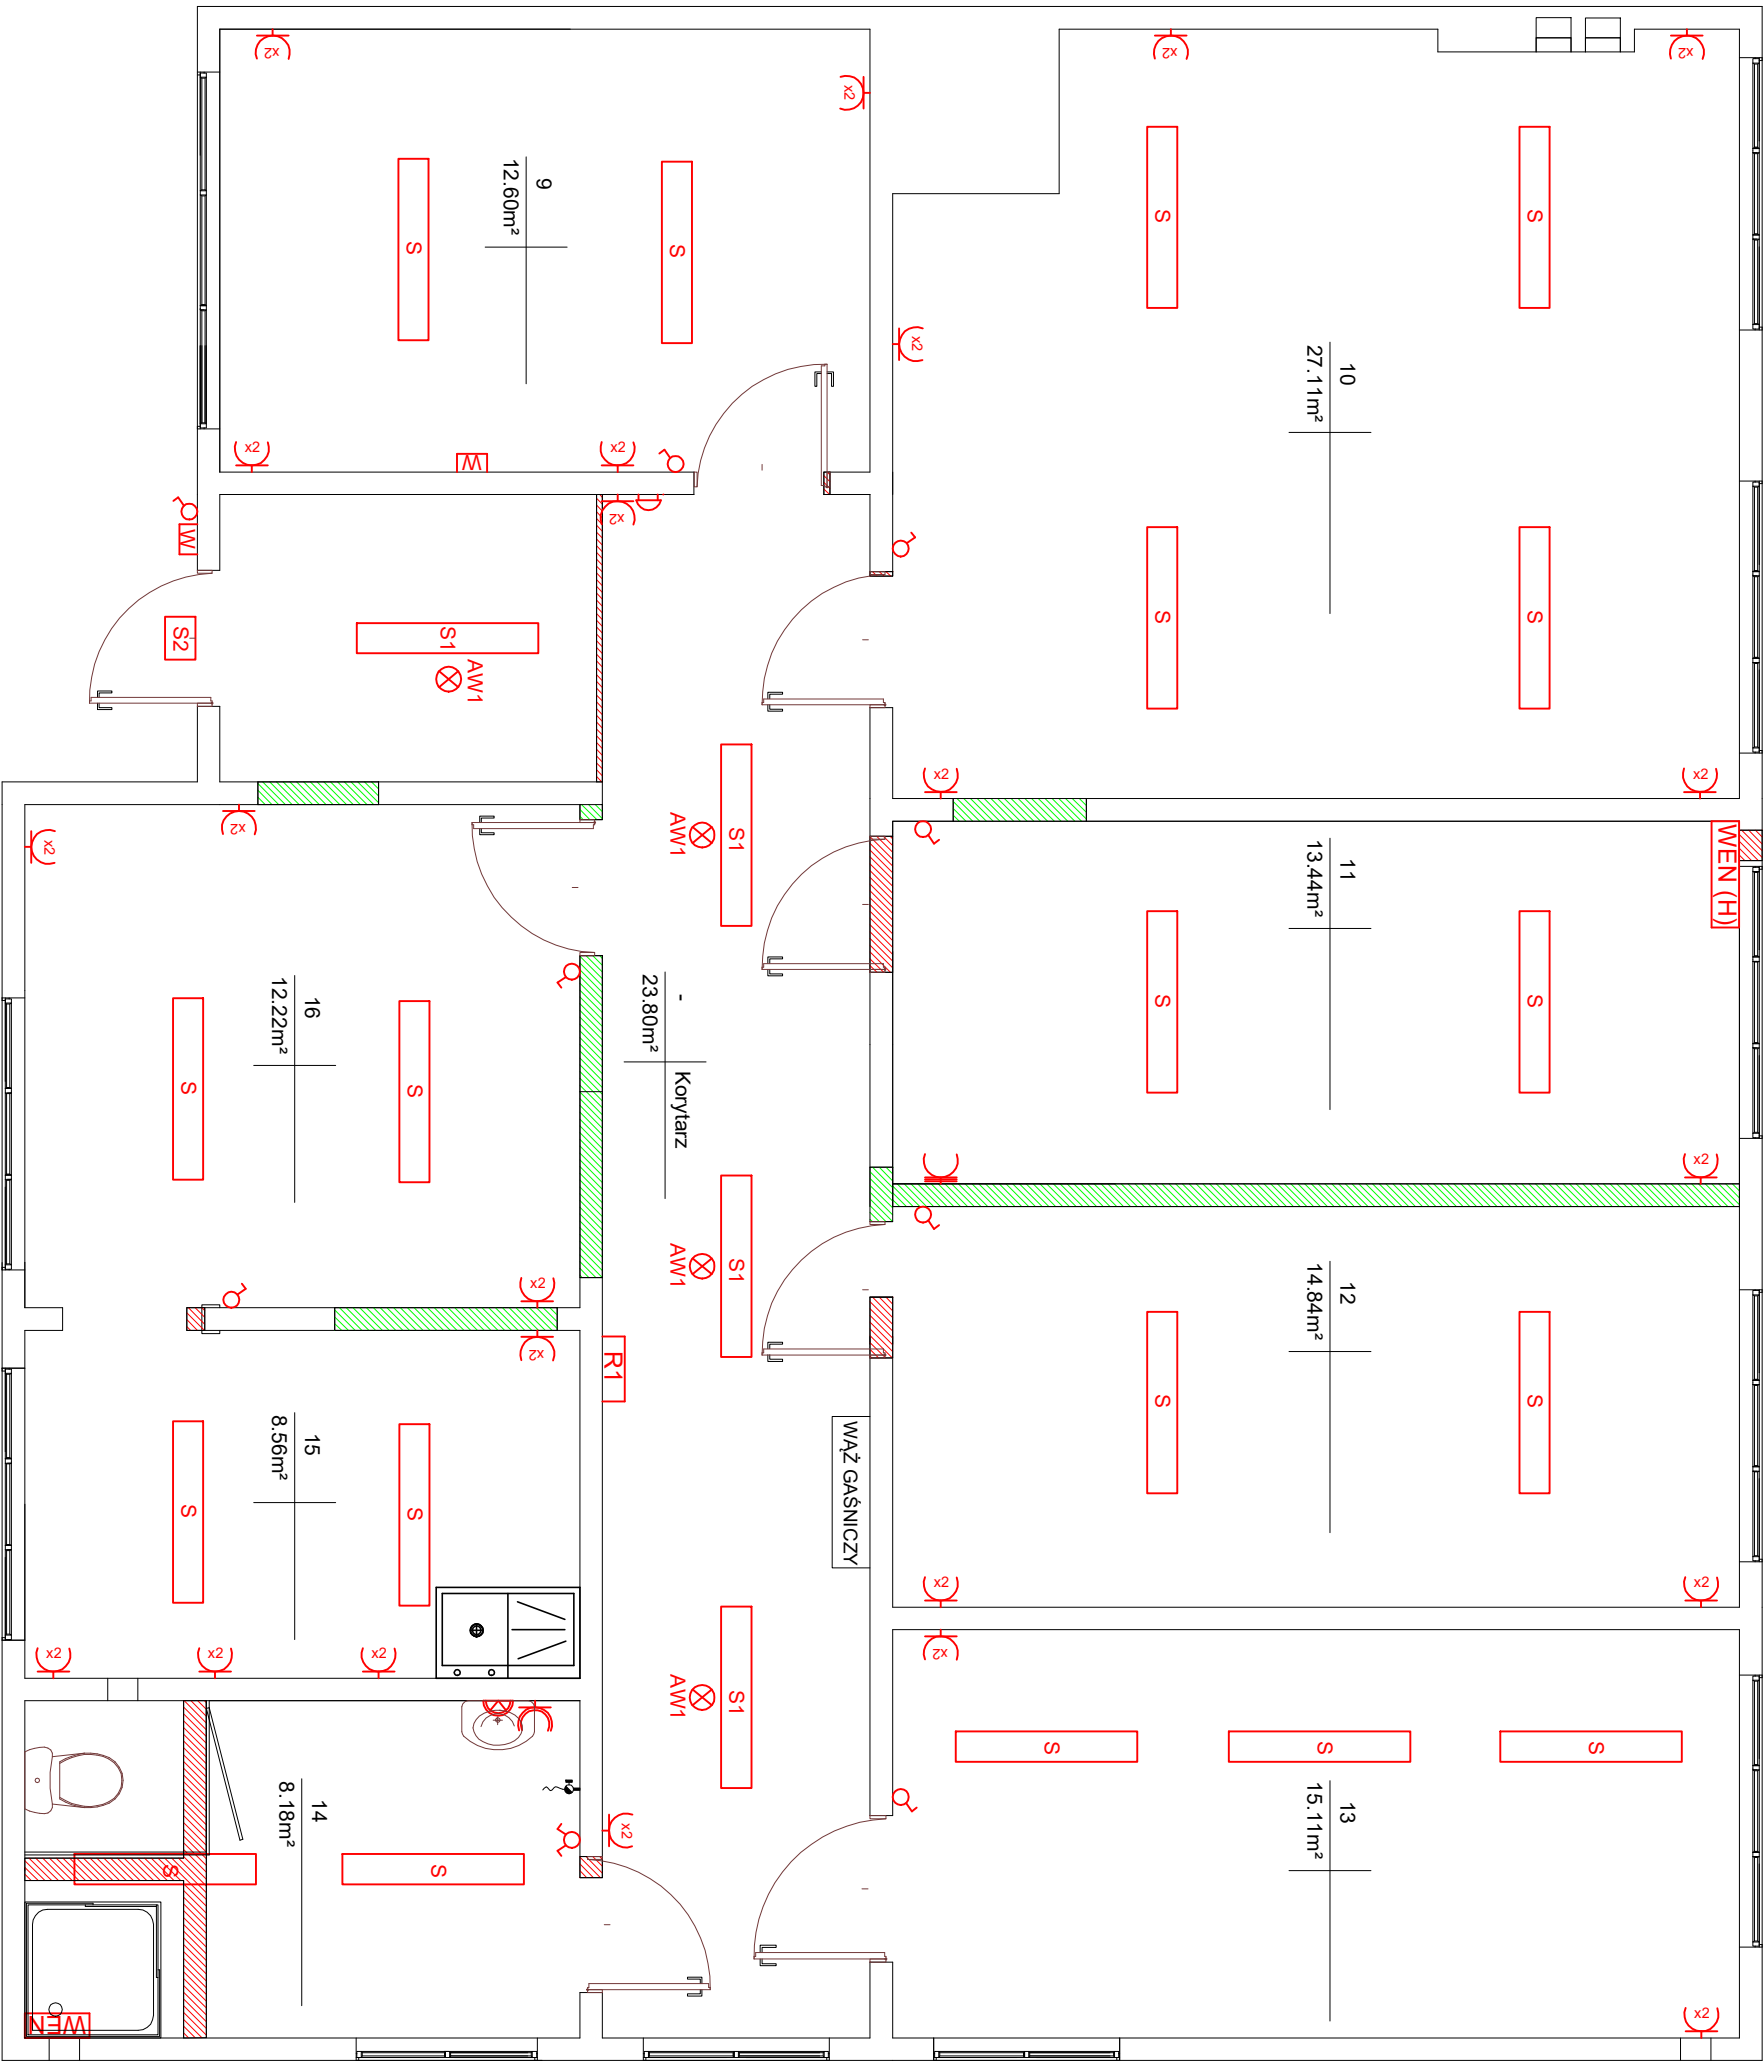 x2
x2
x2
x2
9
12.60m²
S
S
S
S
x2
10
27.11m²
x2
x2
W
x2
W
S2
S1
AW1
S
S
x2
x2
x2
x2
AW1
S1
11
13.44m²
WEN (H)
-
23.80m²
Korytarz
16
12.22m²
S
S
S
S
x2
x2
AW1
S1
12
14.84m²
x2
R1
S
S
WĄŻ GAŚNICZY
15
8.56m²
S
S
x2
x2
x2
x2
x2
x2
AW1
S1
S
S
S
13
15.11m²
14
8.18m²
x2
S
S
x2
WEN
x2
x2